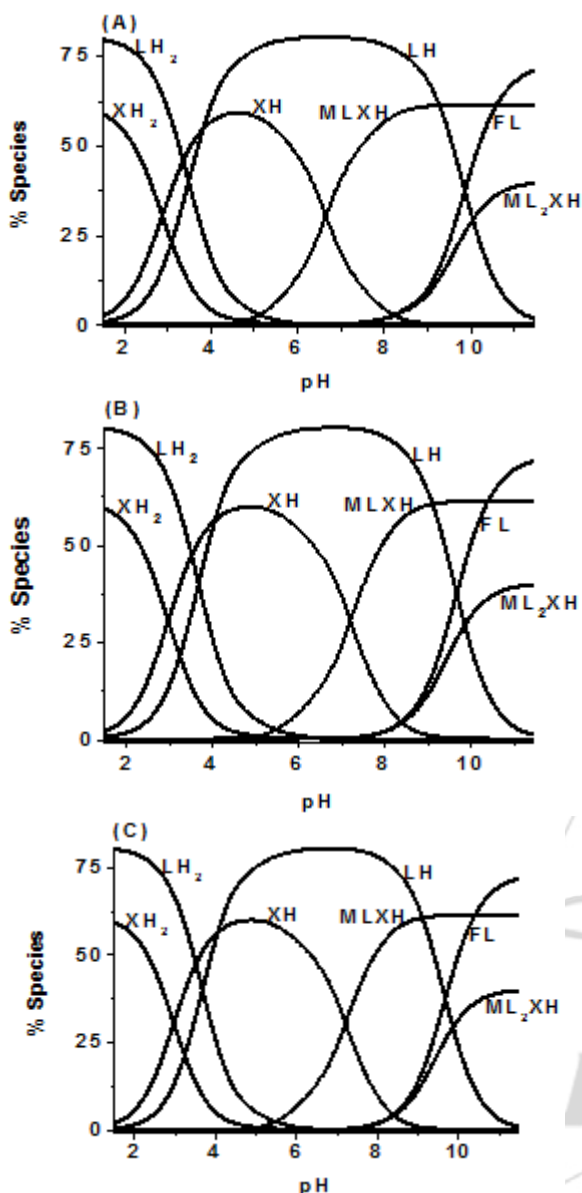 (A)
75
50
25
0
% Species
LH₂
XH₂
XH
MLXH
LH
FL
ML₂XH
2 4 6 8 10
pH
(B)
75
50
25
0
% Species
LH₂
XH₂
XH
MLXH
LH
FL
ML₂XH
2 4 6 8 10
pH
(C)
75
50
25
0
% Species
LH₂
XH₂
XH
MLXH
LH
FL
ML₂XH
2 4 6 8 10
pH